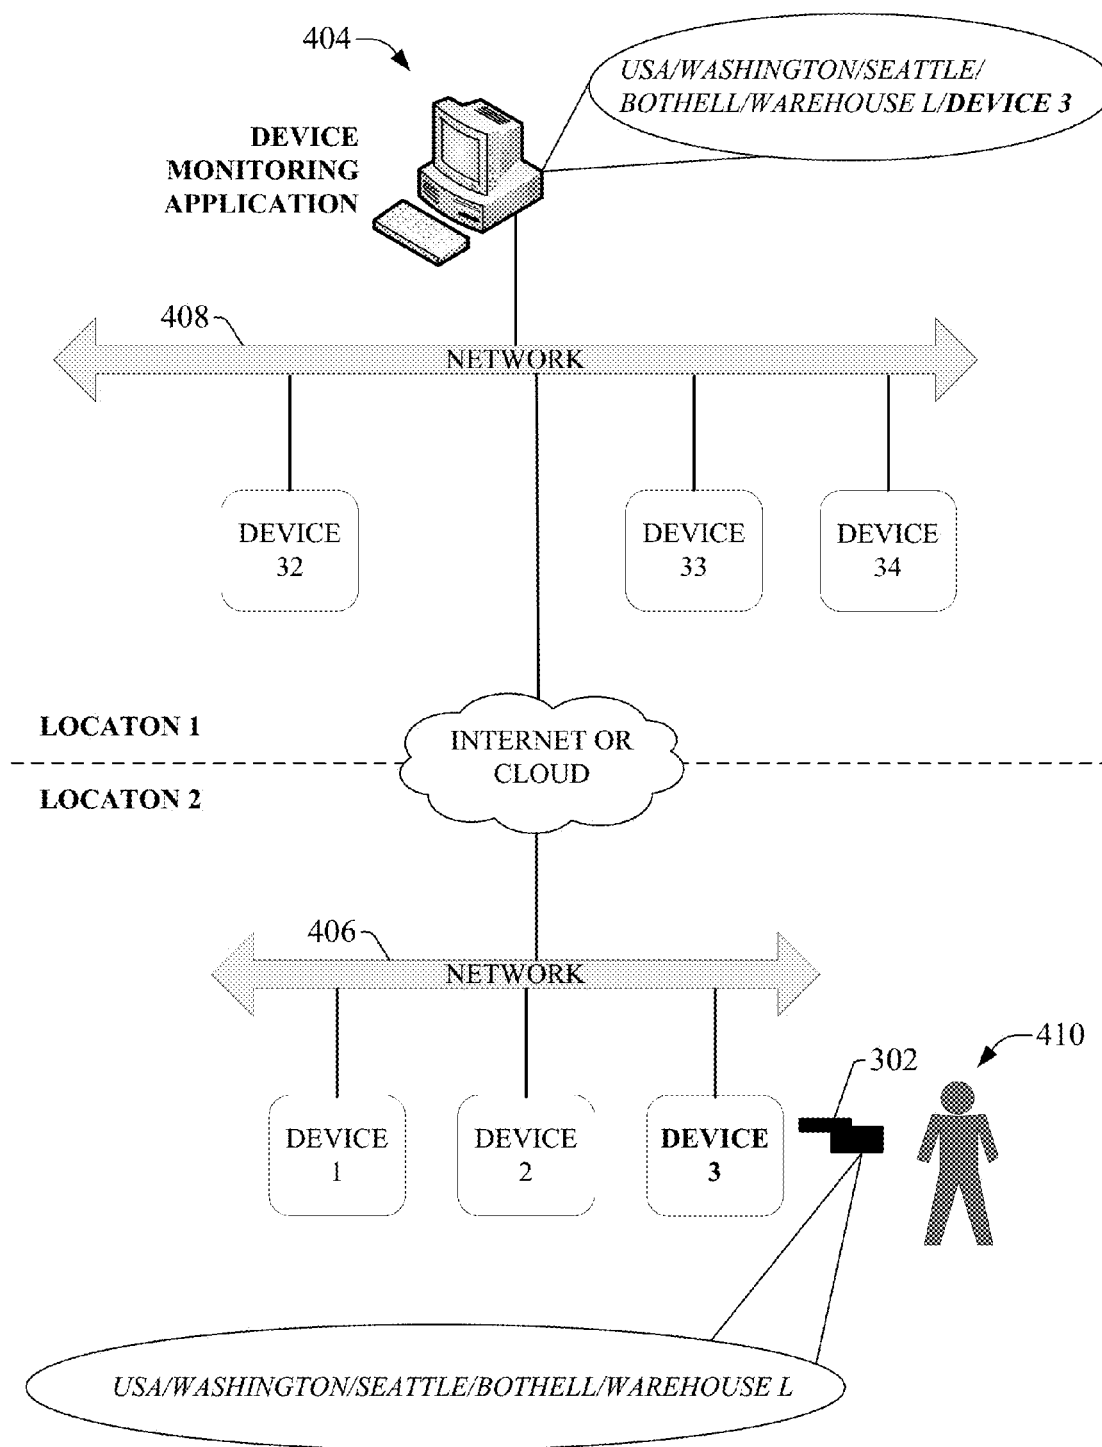 404
USA/WASHINGTON/SEATTLE/
BOTHELL/WAREHOUSE L/DEVICE 3
DEVICE
MONITORING
APPLICATION
408
NETWORK
DEVICE
32
DEVICE
33
DEVICE
34
LOCATON 1
INTERNET OR
CLOUD
LOCATON 2
406
NETWORK
410
302
DEVICE
1
DEVICE
2
DEVICE
3
USA/WASHINGTON/SEATTLE/BOTHELL/WAREHOUSE L